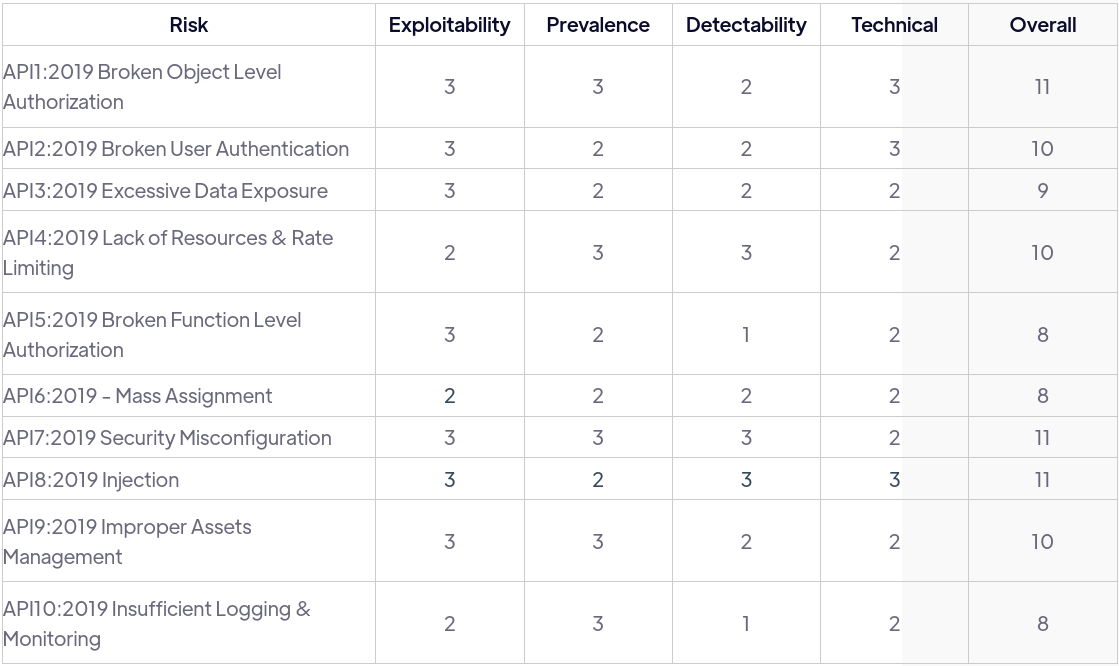 Risk Exploitability Prevalence Detectability Technical Overall
API1:2019 Broken Object Level
Authorization 3 3 2 3 11
API2:2019 Broken User Authentication 3 2 2 3 10
API3:2019 Excessive Data Exposure 3 2 2 2 9
API4:2019 Lack of Resources & Rate
Limiting 2 3 3 2 10
API5:2019 Broken Function Level
Authorization 3 2 1 2 8
API6:2019 - Mass Assignment 2 2 2 2 8
API7:2019 Security Misconfiguration 3 3 3 2 11
API8:2019 Injection 3 2 3 3 11
API9:2019 Improper Assets
Management 3 3 2 2 10
API10:2019 Insufficient Logging &
Monitoring 2 3 1 2 8